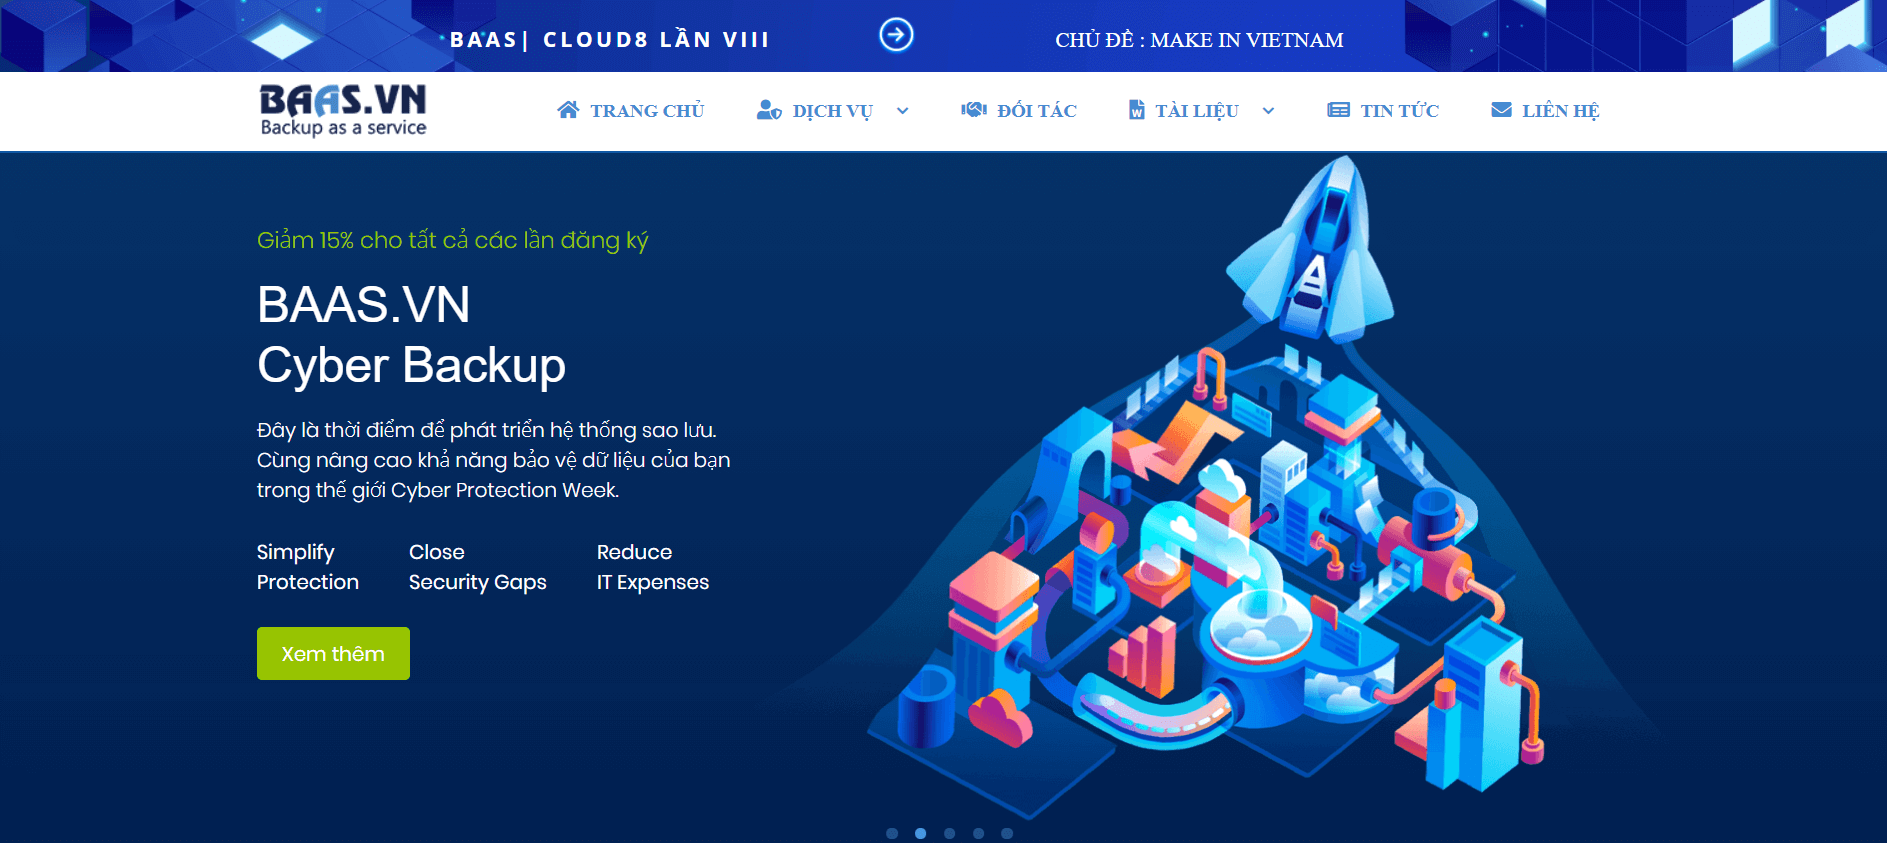 BAAS| CLOUD8 LẦN VIII
CHỦ ĐỀ : MAKE IN VIETNAM
BAAS.VN
Backup as a service
TRANG CHỦ
DỊCH VỤ
ĐỐI TÁC
TÀI LIỆU
TIN TỨC
LIÊN HỆ
Giảm 15% cho tất cả các lần đăng ký
BAAS.VN
Cyber Backup
Đây là thời điểm để phát triển hệ thống sao lưu.
Cùng nâng cao khả năng bảo vệ dữ liệu của bạn
trong thế giới Cyber Protection Week.
Simplify
Protection
Close
Security Gaps
Reduce
IT Expenses
Xem thêm
A